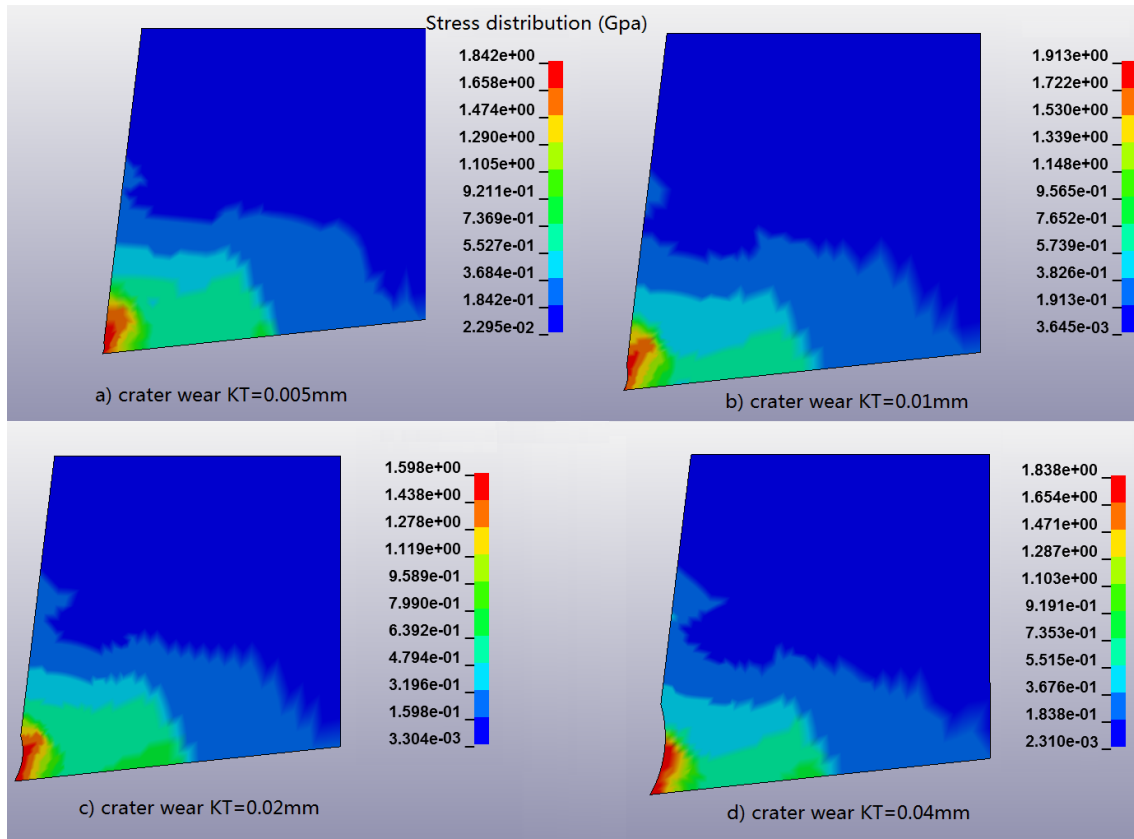 Stress distribution (Gpa)
1.842e+00
1.658e+00
1.474e+00
1.290e+00
1.105e+00
9.211e-01
7.369e-01
5.527e-01
3.684e-01
1.842e-01
2.295e-02
a) crater wear KT=0.005mm
1.913e+00
1.722e+00
1.530e+00
1.339e+00
1.148e+00
9.565e-01
7.652e-01
5.739e-01
3.826e-01
1.913e-01
3.645e-03
b) crater wear KT=0.01mm
1.598e+00
1.438e+00
1.278e+00
1.119e+00
9.589e-01
7.990e-01
6.392e-01
4.794e-01
3.196e-01
1.598e-01
3.304e-03
c) crater wear KT=0.02mm
1.838e+00
1.654e+00
1.471e+00
1.287e+00
1.103e+00
9.191e-01
7.353e-01
5.515e-01
3.676e-01
1.838e-01
2.310e-03
d) crater wear KT=0.04mm